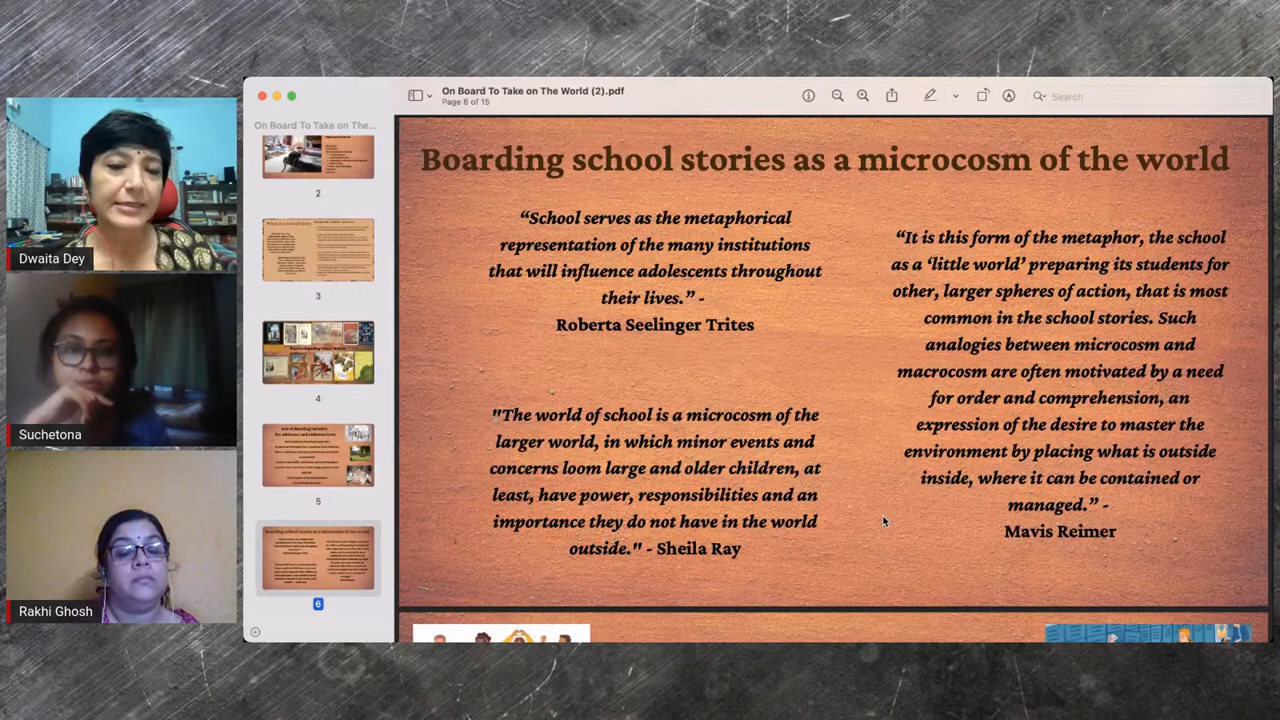 Dwaita Dey
Suchetona
Rakhi Ghosh
On Board To Take on The World (2).pdf
Page 6 of 15
Search
On Board To Take on The...
2
3
4
5
6
Boarding school stories as a microcosm of the world
“School serves as the metaphorical
representation of the many institutions
that will influence adolescents throughout
their lives.” -
Roberta Seelinger Trites
"The world of school is a microcosm of the
larger world, in which minor events and
concerns loom large and older children, at
least, have power, responsibilities and an
importance they do not have in the world
outside." - Sheila Ray
“It is this form of the metaphor, the school
as a ‘little world’ preparing its students for
other, larger spheres of action, that is most
common in the school stories. Such
analogies between microcosm and
macrocosm are often motivated by a need
for order and comprehension, an
expression of the desire to master the
environment by placing what is outside
inside, where it can be contained or
managed.” -
Mavis Reimer